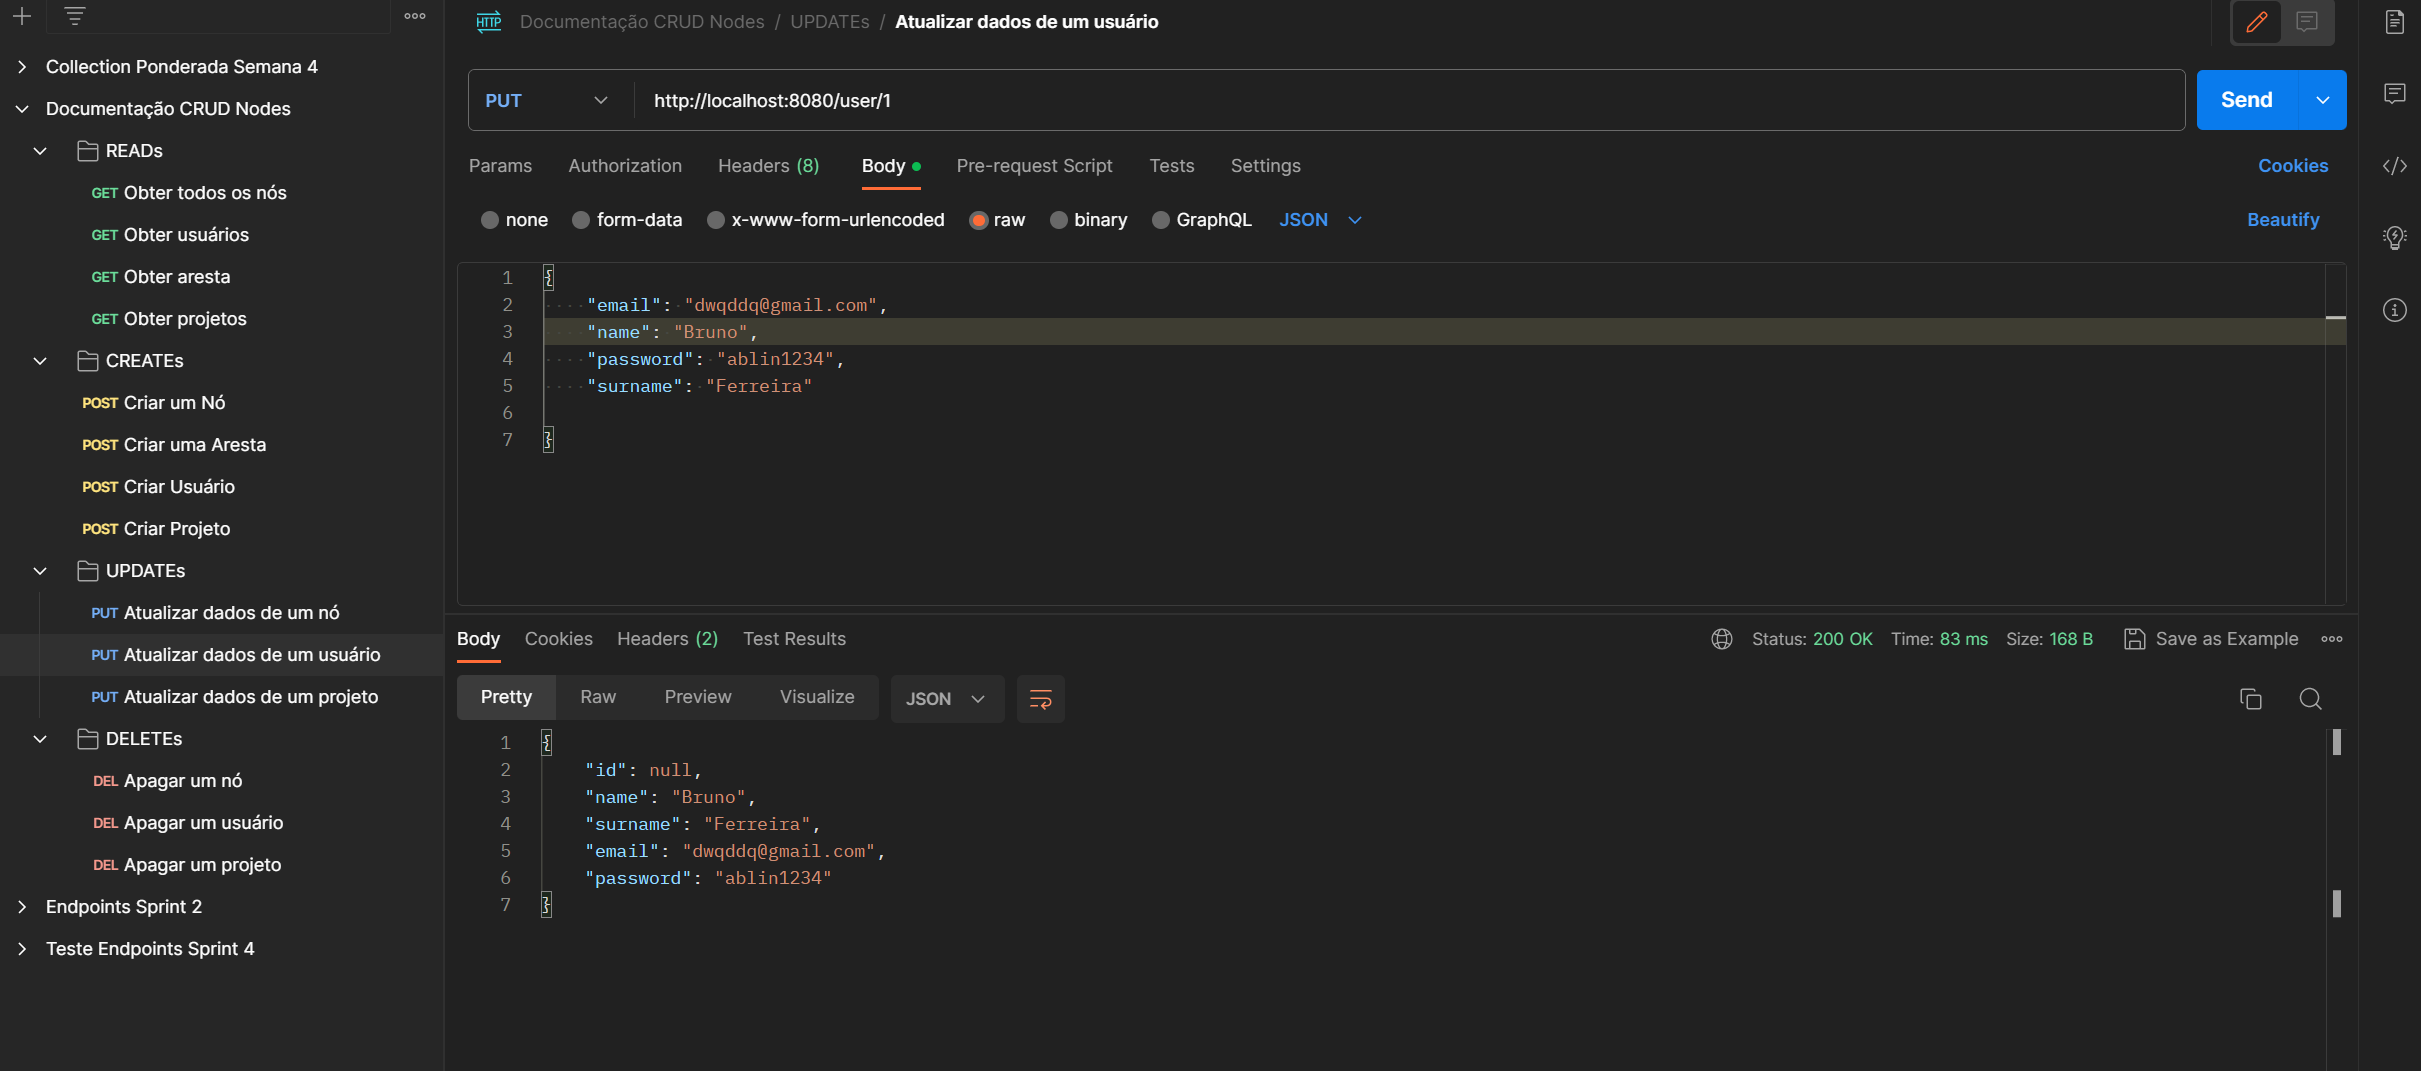 Documentação CRUD Nodes / UPDATEs / Atualizar dados de um usuário
Collection Ponderada Semana 4
Documentação CRUD Nodes
READs
GET Obter todos os nós
GET Obter usuários
GET Obter aresta
GET Obter projetos
CREATEs
POST Criar um Nó
POST Criar uma Aresta
POST Criar Usuário
POST Criar Projeto
UPDATEs
PUT Atualizar dados de um nó
PUT Atualizar dados de um usuário
PUT Atualizar dados de um projeto
DELETEs
DEL Apagar um nó
DEL Apagar um usuário
DEL Apagar um projeto
Endpoints Sprint 2
Teste Endpoints Sprint 4
HTTP
PUT http://localhost:8080/user/1 Send
Params Authorization Headers (8) Body Pre-request Script Tests Settings Cookies
none form-data x-www-form-urlencoded raw binary GraphQL JSON Beautify
1 {
2 "email": "dwqddq@gmail.com",
3 "name": "Bruno",
4 "password": "ablin1234",
5 "surname": "Ferreira"
6
7 }
Body Cookies Headers (2) Test Results Status: 200 OK Time: 83 ms Size: 168 B Save as Example
Pretty Raw Preview Visualize JSON
1 {
2 "id": null,
3 "name": "Bruno",
4 "surname": "Ferreira",
5 "email": "dwqddq@gmail.com",
6 "password": "ablin1234"
7 }